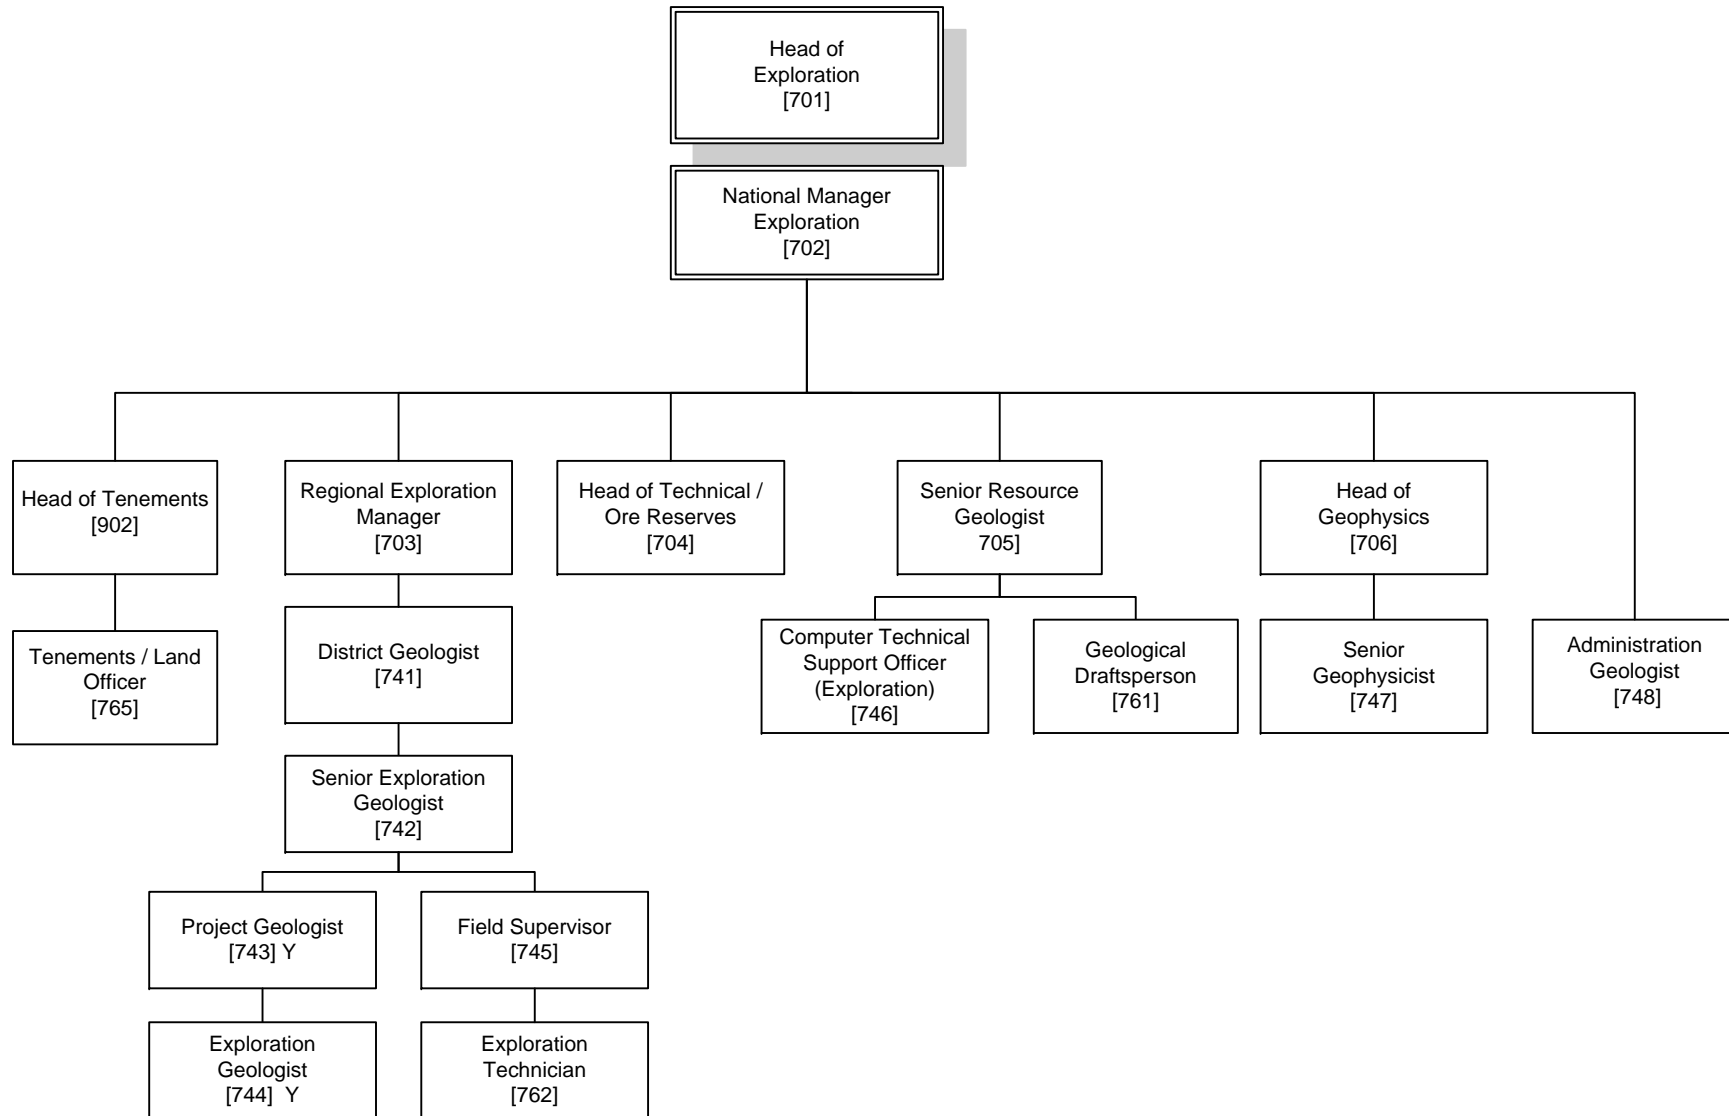 Head of
Exploration
[701]
National Manager
Exploration
[702]
Head of Tenements
[902]
Regional Exploration
Manager
[703]
Head of Technical /
Ore Reserves
[704]
Senior Resource
Geologist
705]
Head of
Geophysics
[706]
Tenements / Land
Officer
[765]
District Geologist
[741]
Computer Technical
Support Officer
(Exploration)
[746]
Geological
Draftsperson
[761]
Senior
Geophysicist
[747]
Administration
Geologist
[748]
Senior Exploration
Geologist
[742]
Project Geologist
[743] Y
Field Supervisor
[745]
Exploration
Geologist
[744]  Y
Exploration
Technician
[762]